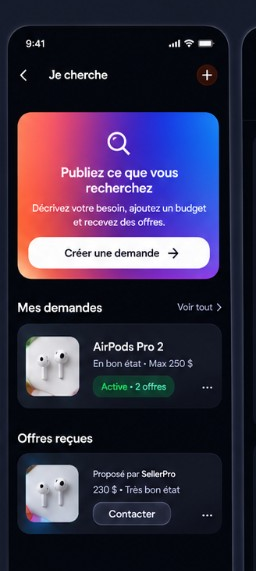 9:41
Je cherche
Publiez ce que vous
recherchez
Décrivez votre besoin, ajoutez un budget
et recevez des offres.
Créer une demande →
Mes demandes
Voir tout >
AirPods Pro 2
En bon état • Max 250 $
Active • 2 offres
Offres reçues
Proposé par SellerPro
230 $ • Très bon état
Contacter